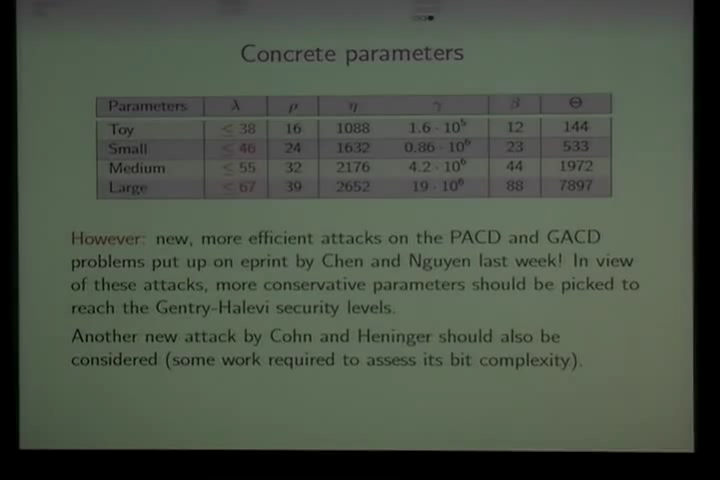 Concrete parameters
Parameters λ ρ η γ β Θ
Toy ≤ 38 16 1088 1.6 · 10⁵ 12 144
Small ≤ 46 24 1632 0.86 · 10⁶ 23 533
Medium ≤ 55 32 2176 4.2 · 10⁶ 44 1972
Large ≤ 67 39 2652 19 · 10⁶ 88 7897
However: new, more efficient attacks on the PACD and GACD
problems put up on eprint by Chen and Nguyen last week! In view
of these attacks, more conservative parameters should be picked to
reach the Gentry-Halevi security levels.
Another new attack by Cohn and Heninger should also be
considered (some work required to assess its bit complexity).